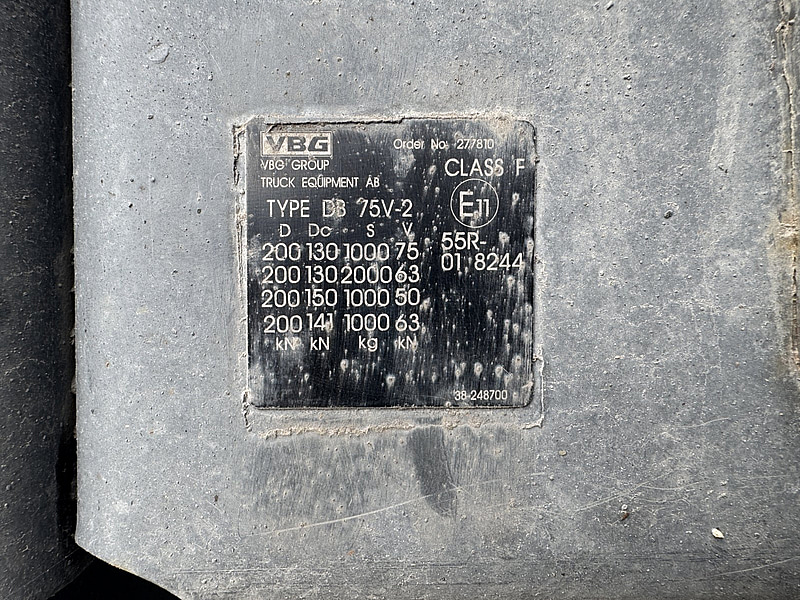 VBG
Order No: 277810
VBG GROUP
TRUCK EQUIPMENT AB
CLASS F
TYPE DB 75V-2
E11
D Dc S V
55R-
01 8244
200 130 1000 75
200 130 2000 63
200 150 1000 50
200 141 1000 63
kN kN kg kN
38-248700